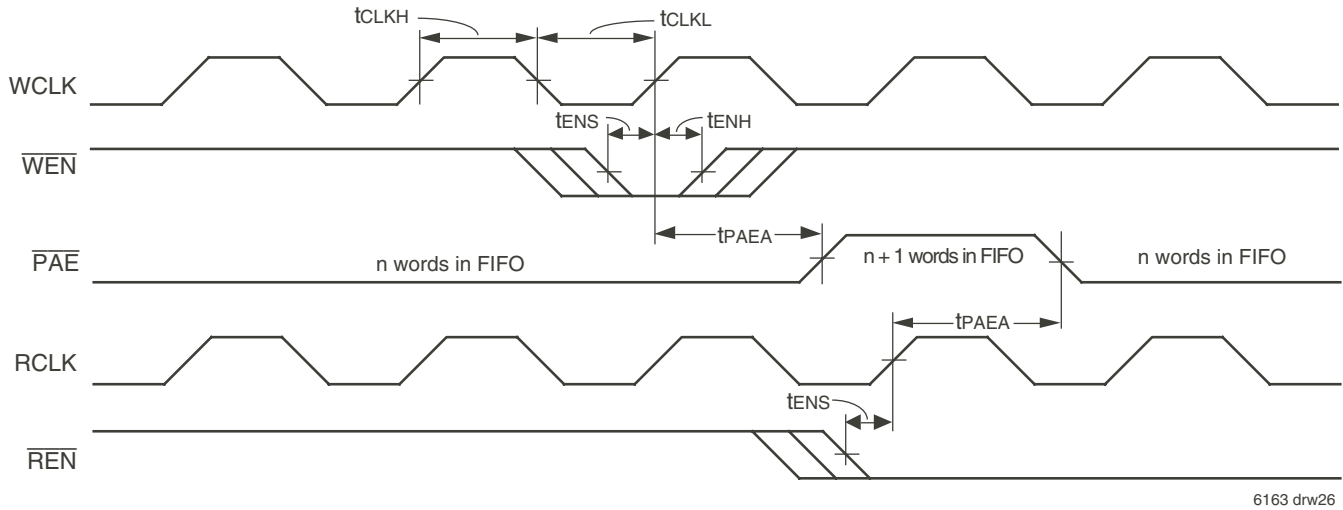 tCLKH
tCLKL
WCLK
tENS
tENH
WEN
tPAEA
PAE
n words in FIFO
n + 1 words in FIFO
n words in FIFO
tPAEA
RCLK
tENS
REN
6163 drw26